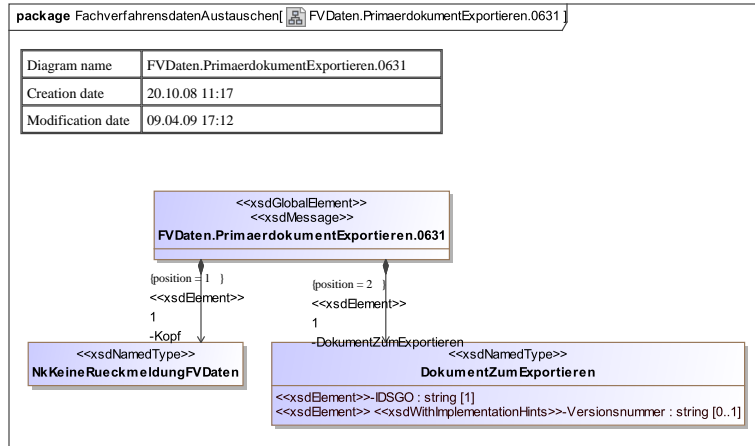 package FachverfahrensdatenAustauschen[ FVDaten.PrimaerdokumentExportieren.0631 ]
Diagram name FVDaten.PrimaerdokumentExportieren.0631
Creation date 20.10.08 11:17
Modification date 09.04.09 17:12
<<xsdGlobalElement>>
<<xsdMessage>>
FVDaten.PrimaerdokumentExportieren.0631
{position = 1 }
<<xsdElement>>
1
-Kopf
{position = 2 }
<<xsdElement>>
1
-DokumentZumExportieren
<<xsdNamedType>>
NkKeineRueckmeldungFVDaten
<<xsdNamedType>>
DokumentZumExportieren
<<xsdElement>>-IDSGO : string [1]
<<xsdElement>> <<xsdWithImplementationHints>>-Versionsnummer : string [0..1]